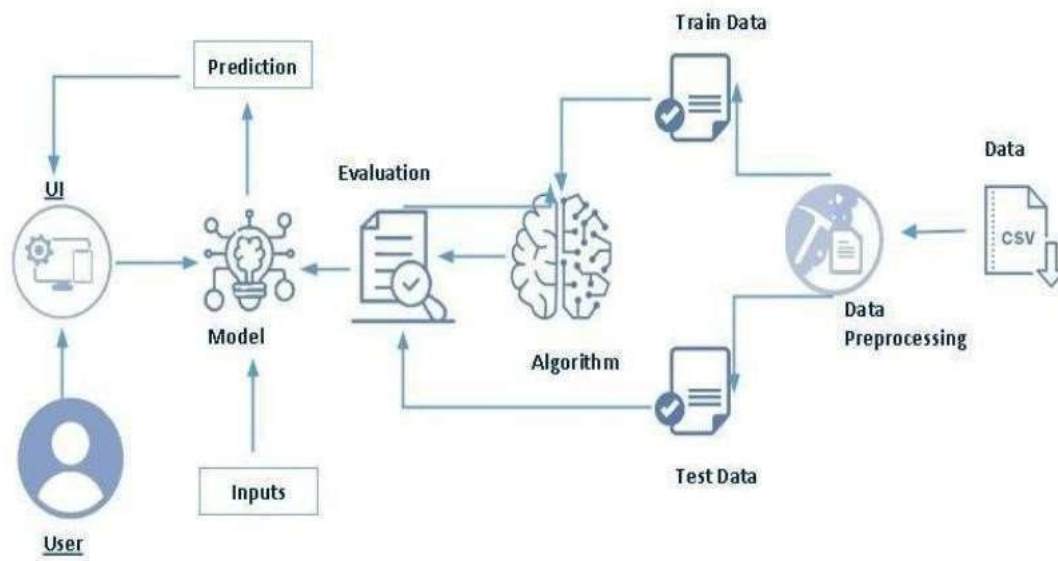 Train Data
Prediction
Data
Evaluation
UI
CSV
Model
Data
Preprocessing
Algorithm
Test Data
Inputs
User